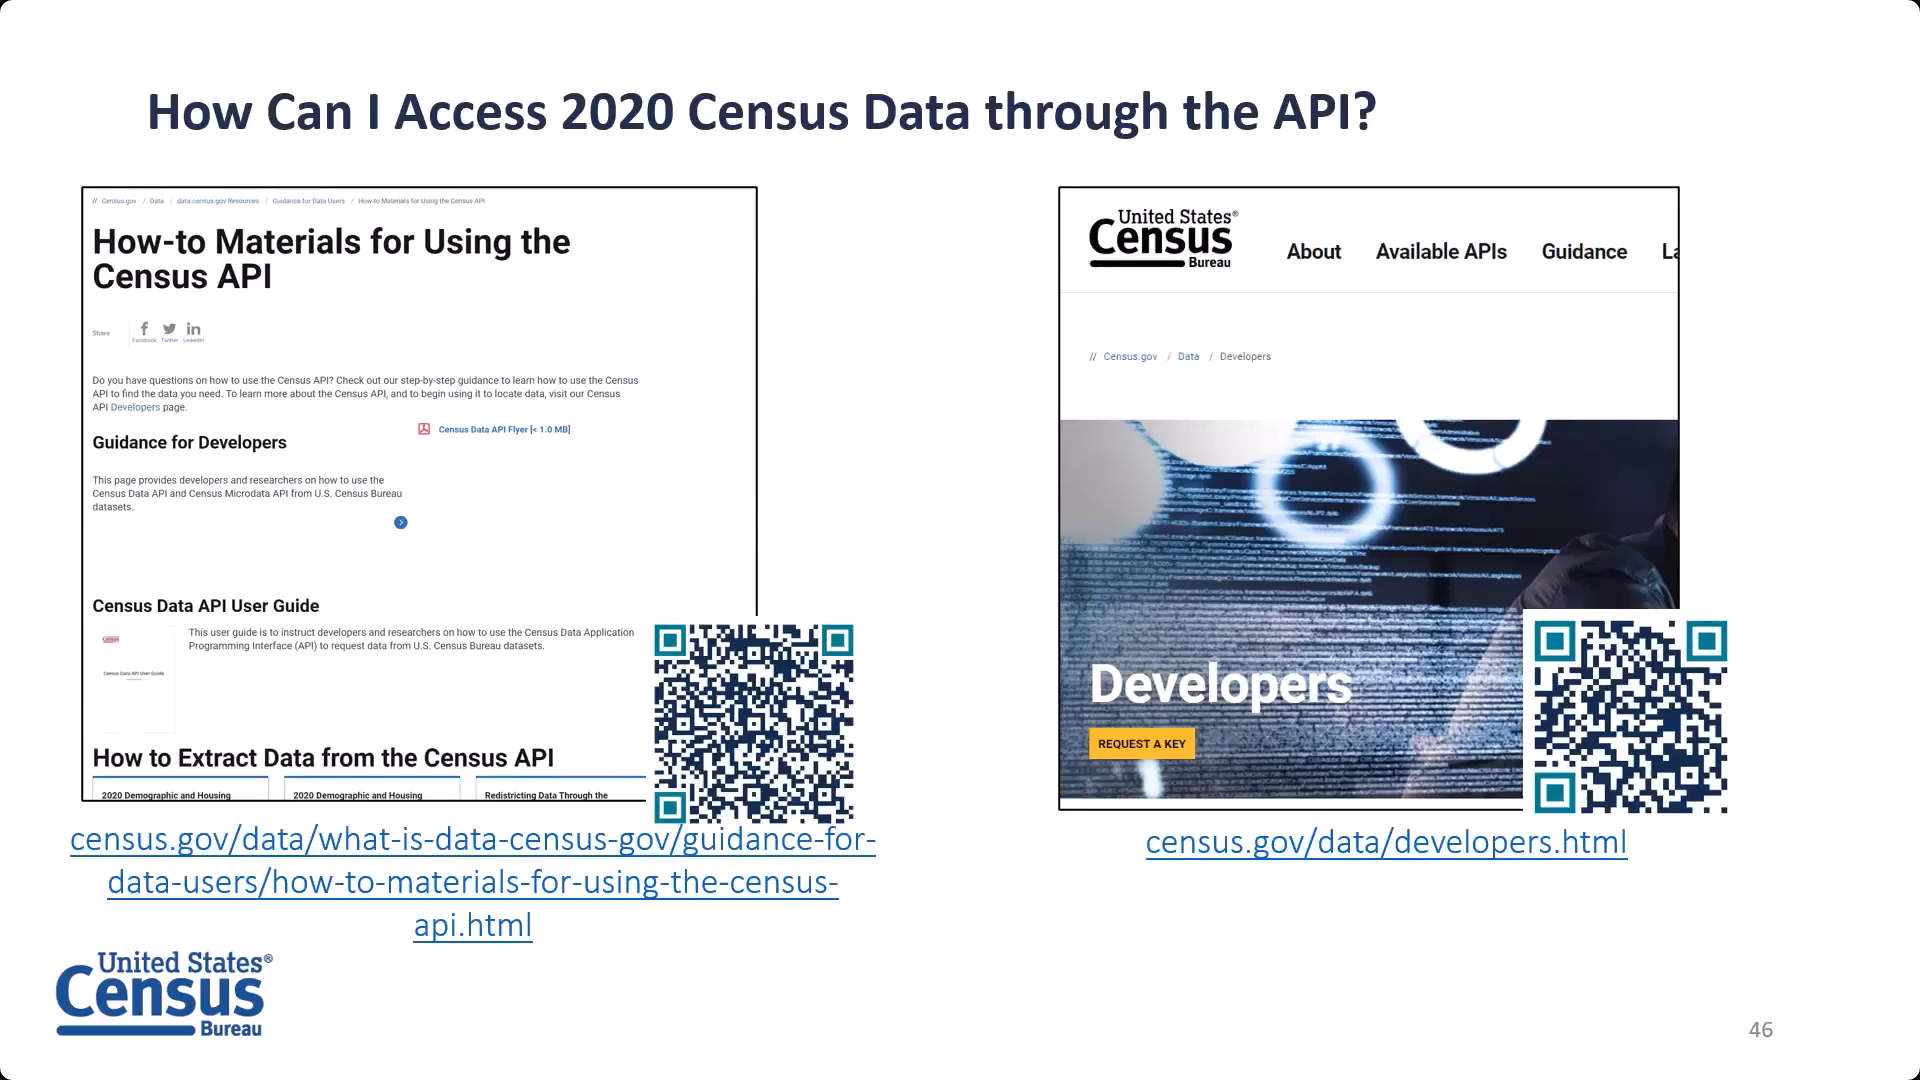 How Can I Access 2020 Census Data through the API?
// Census.gov / Data / data.census.gov Resources / Guidance for Data Users / How-to Materials for Using the Census API
How-to Materials for Using the
Census API
Share
Facebook Twitter LinkedIn
Do you have questions on how to use the Census API? Check out our step-by-step guidance to learn how to use the Census
API to find the data you need. To learn more about the Census API, and to begin using it to locate data, visit our Census
API Developers page.
Census Data API Flyer [< 1.0 MB]
Guidance for Developers
This page provides developers and researchers on how to use the
Census Data API and Census Microdata API from U.S. Census Bureau
datasets.
Census Data API User Guide
This user guide is to instruct developers and researchers on how to use the Census Data Application
Programming Interface (API) to request data from U.S. Census Bureau datasets.
Census
Census Data API User Guide
How to Extract Data from the Census API
2020 Demographic and Housing
2020 Demographic and Housing
Redistricting Data Through the
census.gov/data/what-is-data-census-gov/guidance-for-
data-users/how-to-materials-for-using-the-census-
api.html
United States®
Census
Bureau
About Available APIs Guidance La
// Census.gov / Data / Developers
Developers
REQUEST A KEY
census.gov/data/developers.html
United States®
Census
Bureau
46